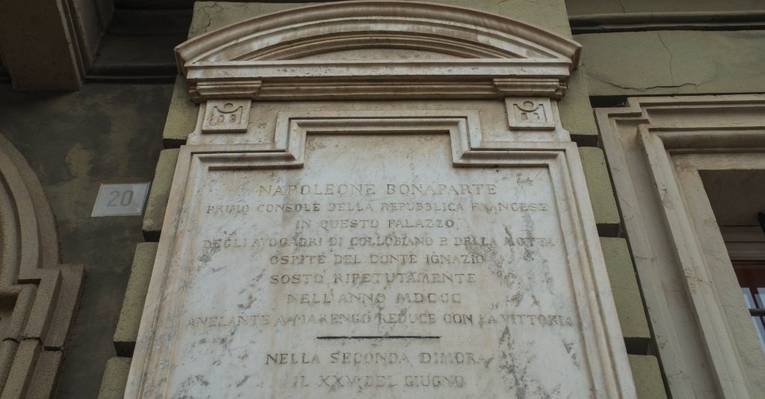 20
NAPOLEONE BONAPARTE
PRIMO CONSOLE DELLA REPUBBLICA FRANCESE
IN QUESTO PALAZZO
DEGLI AVOGADRI DI COLLOBIANO E DELLA MOTTA
OSPITE DEL CONTE IGNAZIO
SOSTÒ RIPETUTAMENTE
NELL'ANNO MDCCC
ANELANTE A MARENGO REDUCE CON LA VITTORIA
NELLA SECONDA DIMORA
IL XXV DEL GIUGNO